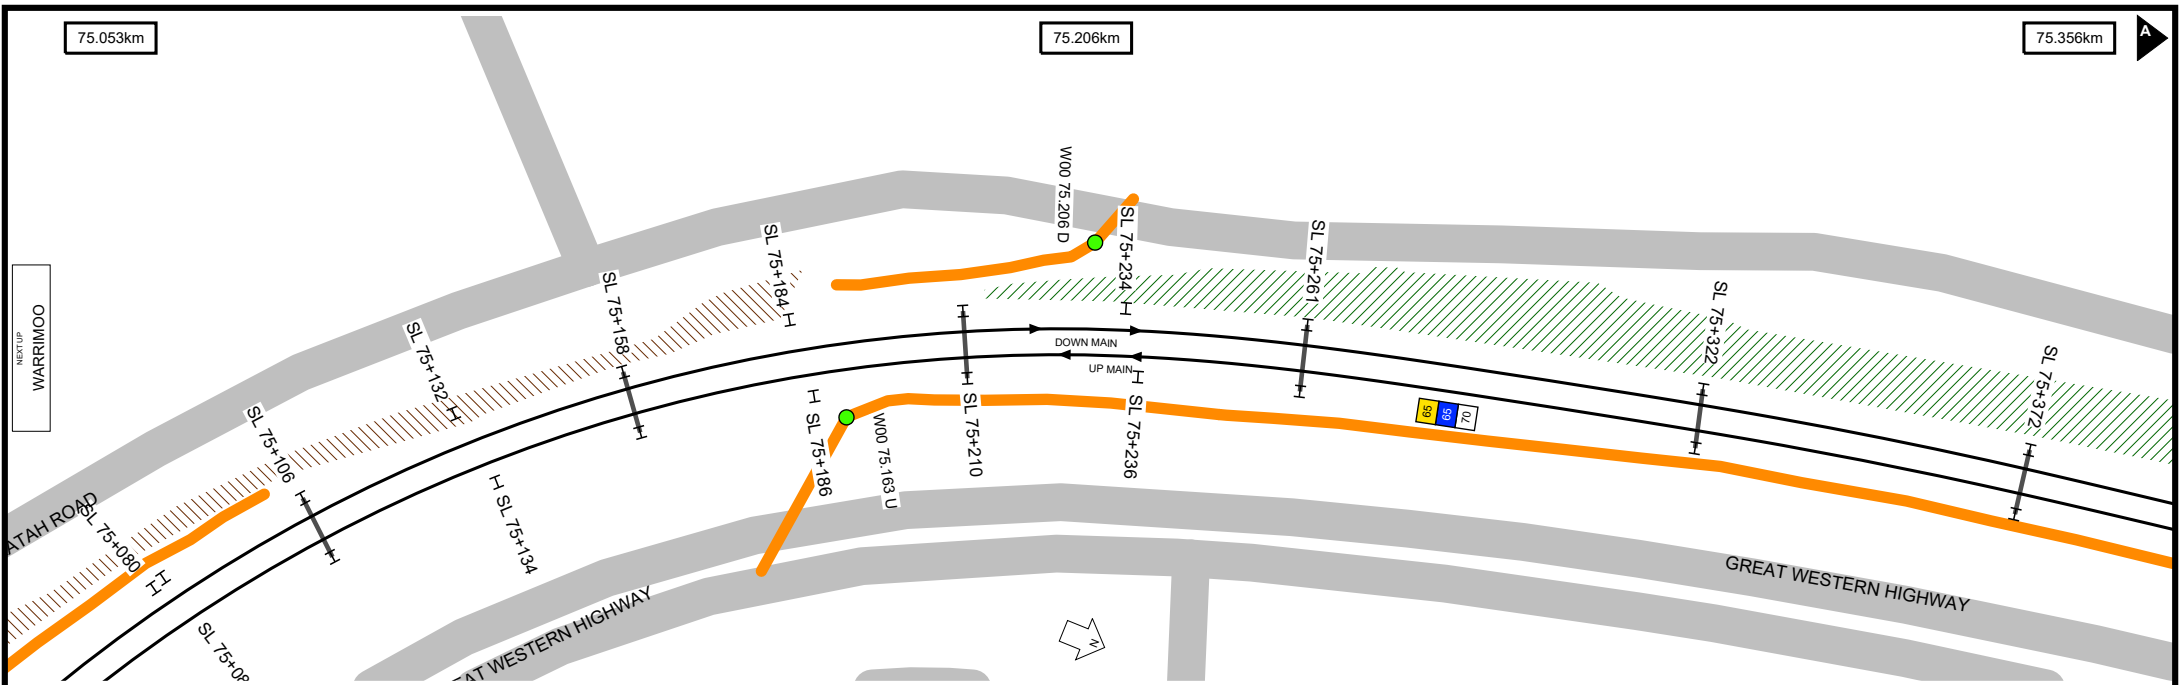 75.053km
75.206km
75.356km
A
W00 75.206 D
SL 75+184
SL 75+234
SL 75+261
SL 75+158
SL 75+322
SL 75+132
SL 75+372
NEXT UP
WARRIMOO
DOWN MAIN
UP MAIN
SL 75+106
65
65
70
SL 75+186
W00 75.163 U
SL 75+210
SL 75+236
ATAH ROAD
SL 75+080
SL 75+134
GREAT WESTERN HIGHWAY
AT WESTERN HIGHWAY
SL 75+08
N